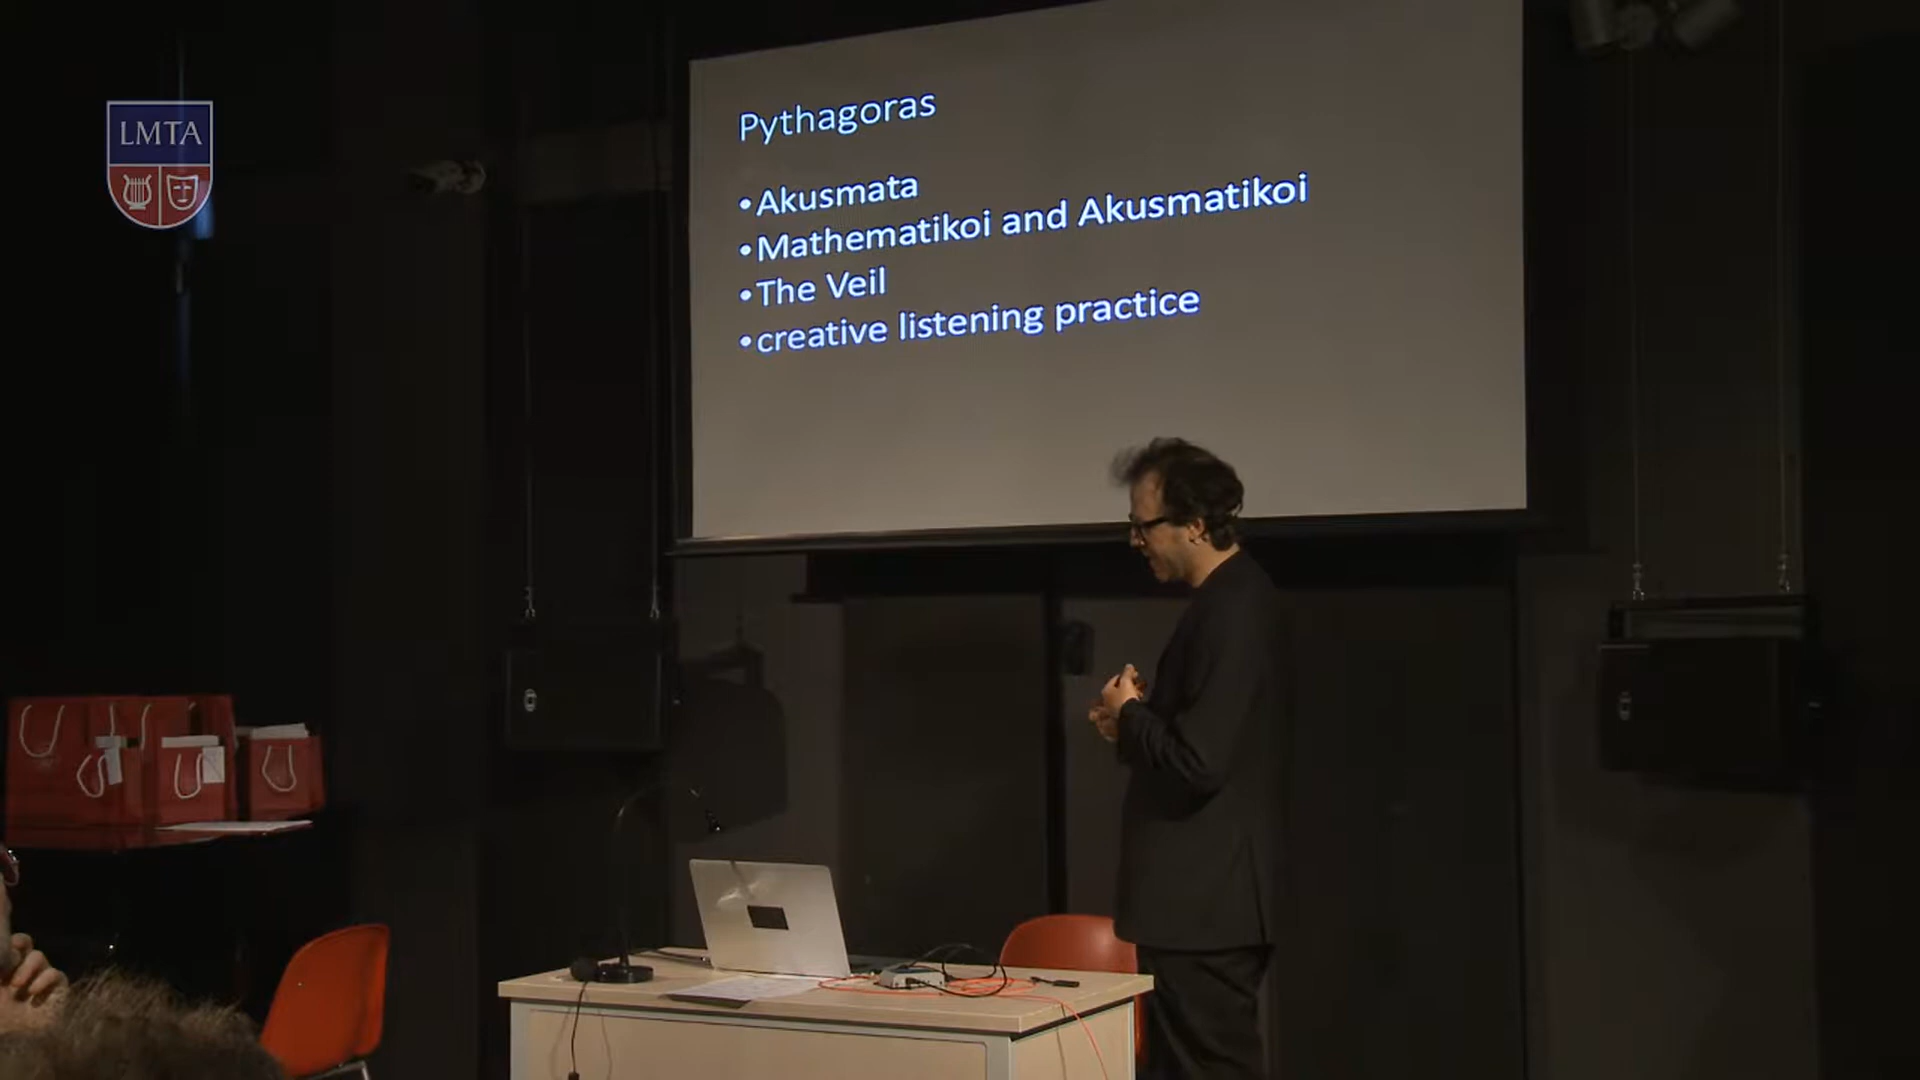 LMTA
Pythagoras
•Akusmata
•Mathematikoi and Akusmatikoi
•The Veil
•creative listening practice